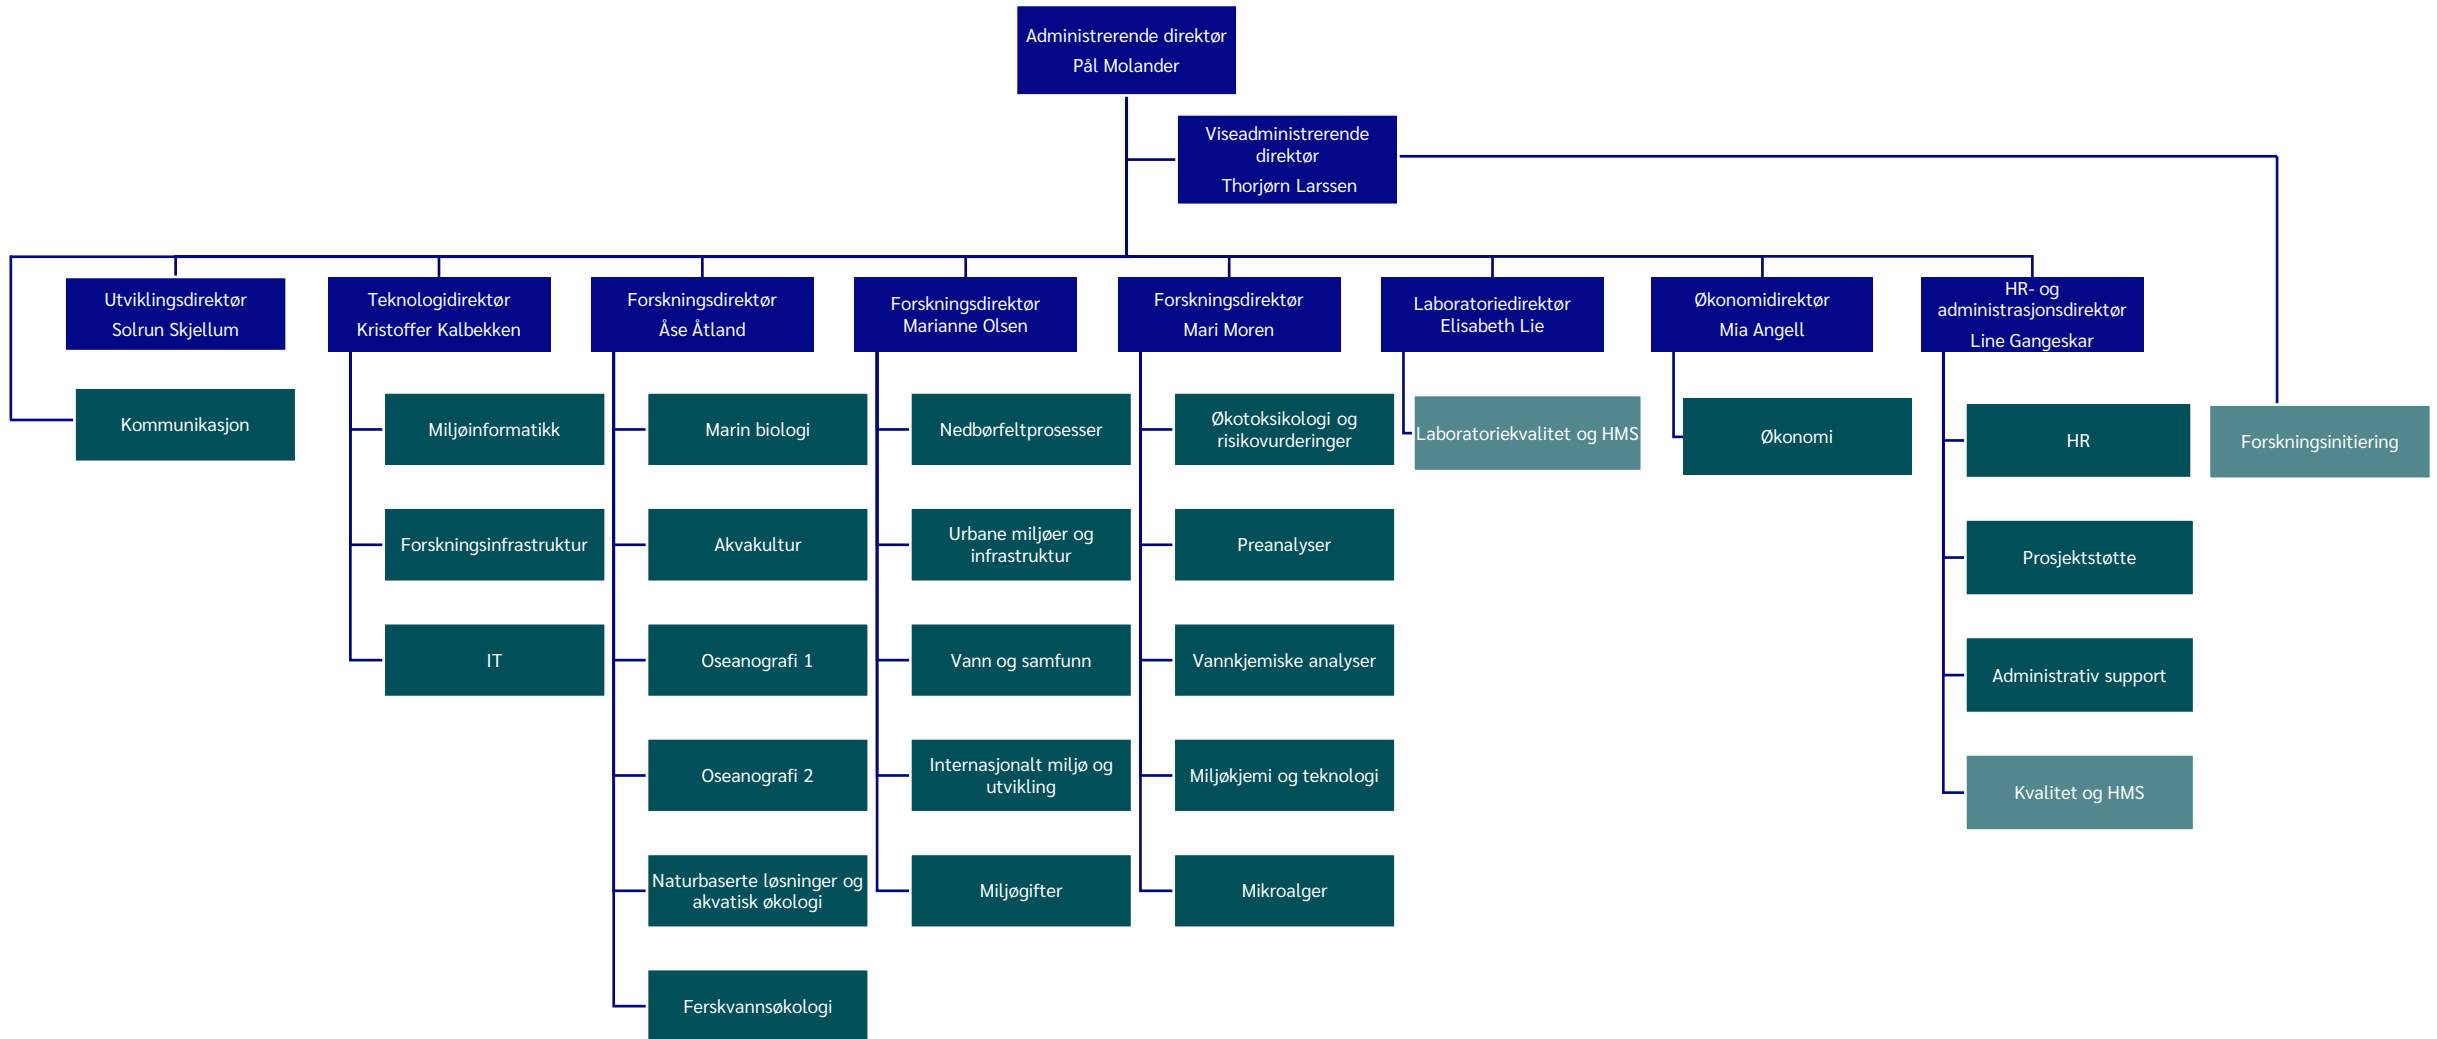 Administrerende direktør
Pål Molander
Viseadministrerende
direktør
Thorjørn Larssen
Utviklingsdirektør
Solrun Skjellum
Teknologidirektør
Kristoffer Kalbekken
Forskningsdirektør
Åse Åtland
Forskningsdirektør
Marianne Olsen
Forskningsdirektør
Mari Moren
Laboratoriedirektør
Elisabeth Lie
Økonomidirektør
Mia Angell
HR- og
administrasjonsdirektør
Line Gangeskar
Kommunikasjon
Miljøinformatikk
Forskningsinfrastruktur
IT
Marin biologi
Akvakultur
Oseanografi 1
Oseanografi 2
Naturbaserte løsninger og
akvatisk økologi
Ferskvannsøkologi
Nedbørfeltprosesser
Urbane miljøer og
infrastruktur
Vann og samfunn
Internasjonalt miljø og
utvikling
Miljøgifter
Økotoksikologi og
risikovurderinger
Preanalyser
Vannkjemiske analyser
Miljøkjemi og teknologi
Mikroalger
Laboratoriekvalitet og HMS
Økonomi
HR
Prosjektstøtte
Administrativ support
Kvalitet og HMS
Forskningsinitiering